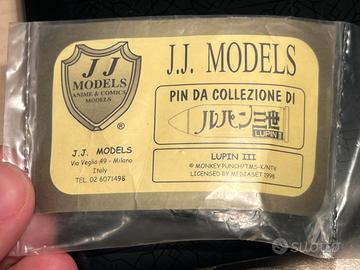 JJ
MODELS
ANIME & COMICS
MODELS
®
J.J. MODELS
Via Veglia 49 - Milano
Italy
TEL. 02 6071498
J.J. MODELS
PIN DA COLLEZIONE DI
ルパン三世
LUPIN III
LUPIN III
© MONKEY PUNCH/TMS-K/NTV
LICENSED BY MEDIASET 1998
subito